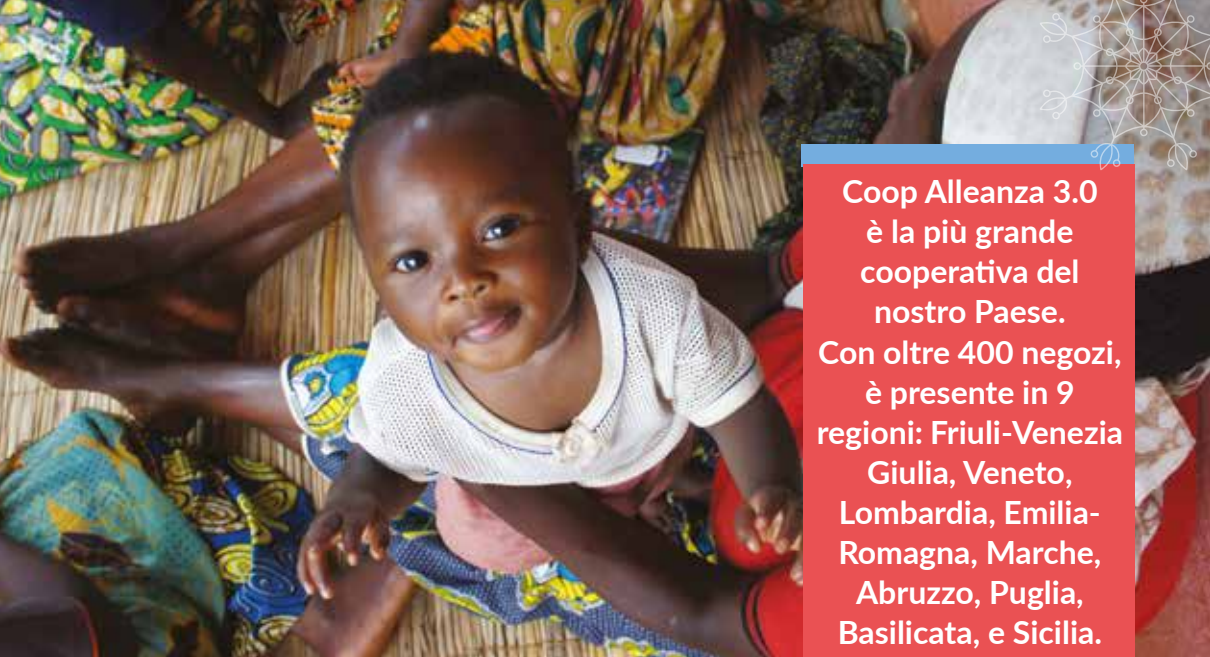 Coop Alleanza 3.0
è la più grande
cooperativa del
nostro Paese.
Con oltre 400 negozi,
è presente in 9
regioni: Friuli-Venezia
Giulia, Veneto,
Lombardia, Emilia-
Romagna, Marche,
Abruzzo, Puglia,
Basilicata, e Sicilia.